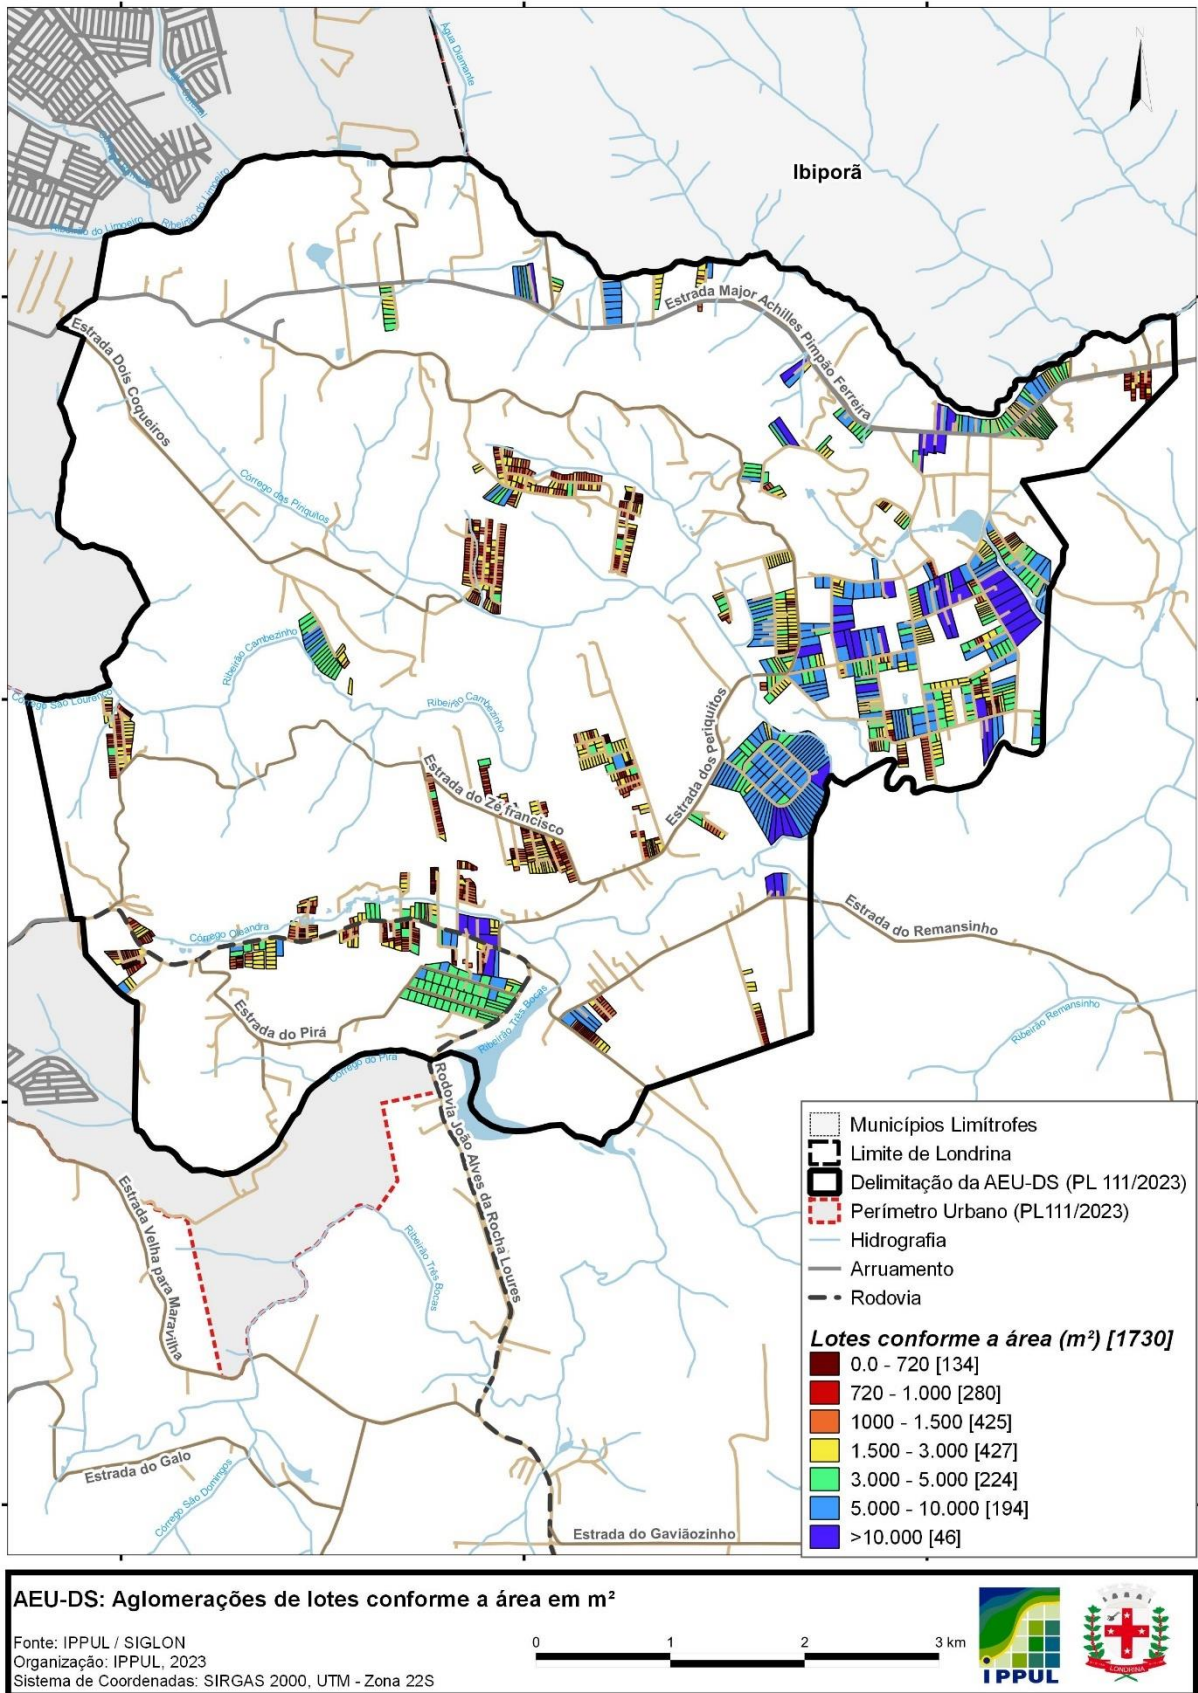 N
Água Diamante
Ibiporã
Ribeirão do Limoeiro
Ribeirão do Limoeiro
Estrada Major Achilles Pimpão Ferreira
Estrada Dois Coqueiros
Córrego dos Piriquitos
Ribeirão Cambezinho
Córrego São Lourenço
Ribeirão Cambezinho
Estrada dos Periquitos
Estrada do Zé francisco
Córrego Oleandra
Estrada do Remansinho
Estrada do Pirá
Ribeirão Três Bocas
Ribeirão Remansinho
Córrego do Pirá
Rodovia João Alves da Rocha Loures
Estrada Velha para Maravilha
Ribeirão Três Bocas
Estrada do Galo
Córrego São Domingos
Estrada do Gaviãozinho
Municípios Limítrofes
Limite de Londrina
Delimitação da AEU-DS (PL 111/2023)
Perímetro Urbano (PL111/2023)
Hidrografia
Arruamento
Rodovia
Lotes conforme a área (m²) [1730]
0.0 - 720 [134]
720 - 1.000 [280]
1000 - 1.500 [425]
1.500 - 3.000 [427]
3.000 - 5.000 [224]
5.000 - 10.000 [194]
>10.000 [46]
AEU-DS: Aglomerações de lotes conforme a área em m²
Fonte: IPPUL / SIGLON
Organização: IPPUL, 2023
Sistema de Coordenadas: SIRGAS 2000, UTM - Zona 22S
0 1 2 3 km
IPPUL
LONDRINA